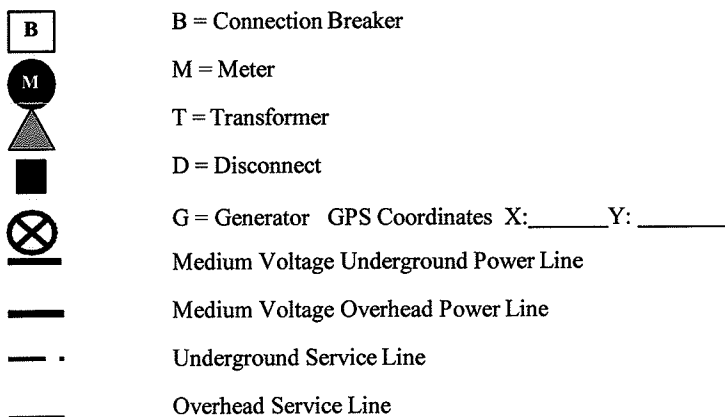 B B = Connection Breaker
M M = Meter
T = Transformer
D = Disconnect
G = Generator GPS Coordinates X:_______Y: ________
Medium Voltage Underground Power Line
Medium Voltage Overhead Power Line
Underground Service Line
Overhead Service Line